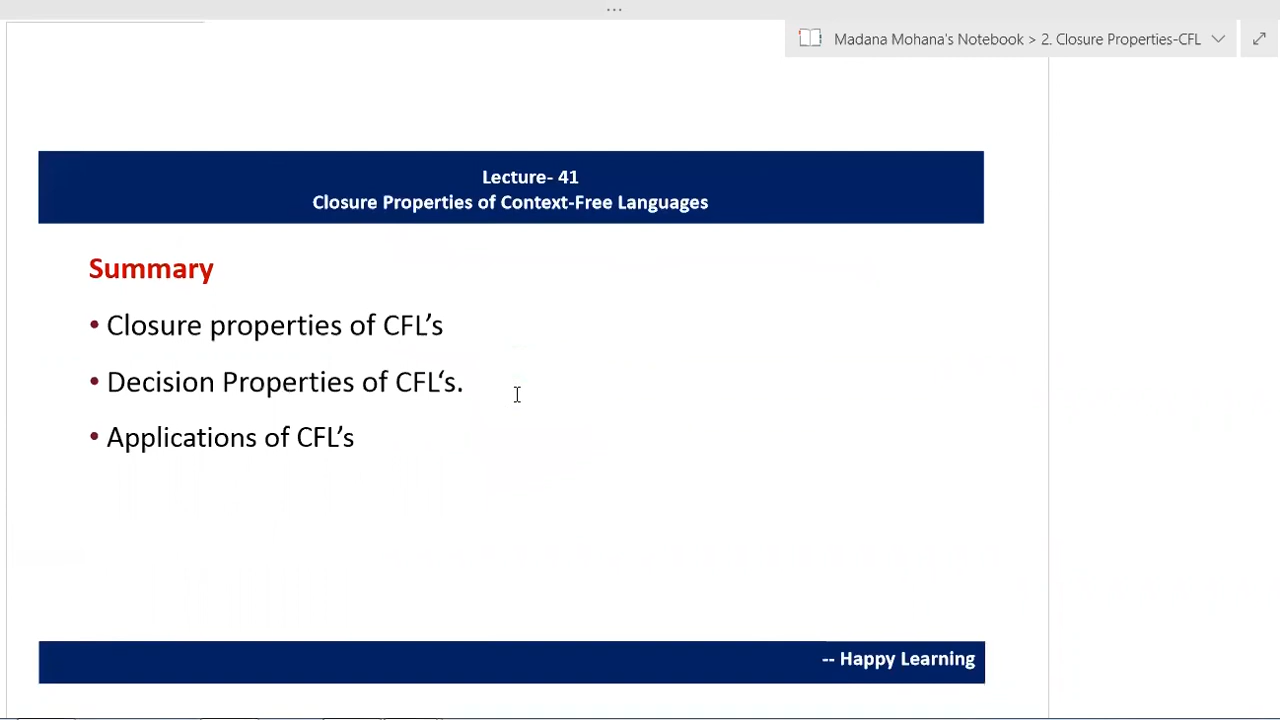 ...
Madana Mohana's Notebook > 2. Closure Properties-CFL
Lecture- 41
Closure Properties of Context-Free Languages
Summary
• Closure properties of CFL’s
• Decision Properties of CFL‘s.
• Applications of CFL’s
-- Happy Learning